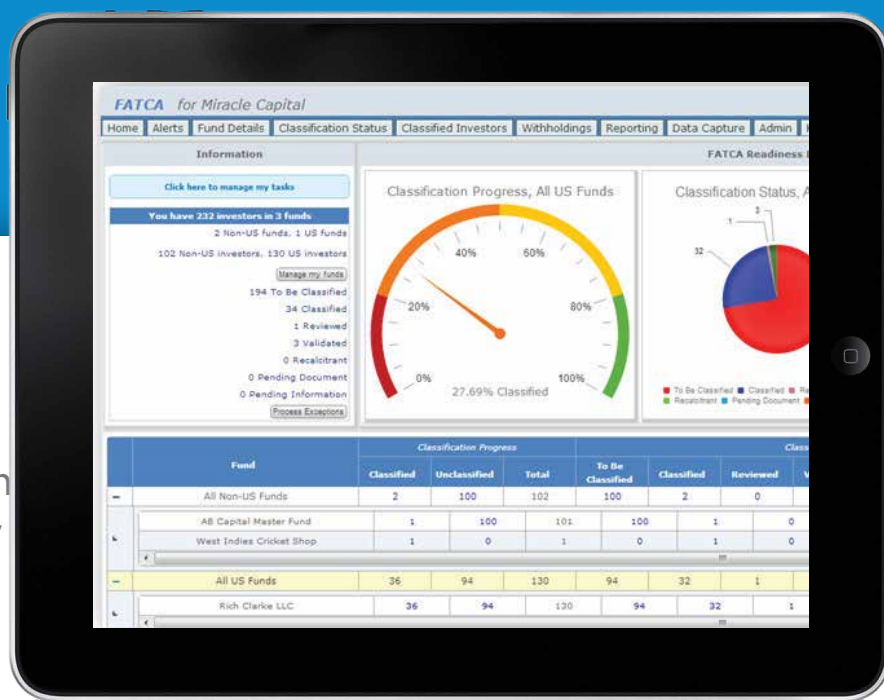 FATCA for Miracle Capital
Home Alerts Fund Details Classification Status Classified Investors Withholdings Reporting Data Capture Admin
Information
FATCA Readiness
Click here to manage my tasks
You have 232 investors in 3 funds
2 Non-US funds, 1 US funds
102 Non-US investors, 130 US investors
Manage my funds
194 To Be Classified
34 Classified
1 Reviewed
3 Validated
0 Recalcitrant
0 Pending Document
0 Pending Information
Process Exceptions
Classification Progress, All US Funds
0%
20%
40%
60%
80%
100%
27.69% Classified
Classification Status, A
3
1
32
To Be Classified Classified Re
Recalcitrant Pending Document
Classification Progress Class
Fund Classified Unclassified Total To Be Classified Classified Reviewed V
All Non-US Funds 2 100 102 100 2 0
AB Capital Master Fund 1 100 101 100 1 0
West Indies Cricket Shop 1 0 1 0 1 0
All US Funds 36 94 130 94 32 1
Rich Clarke LLC 36 94 130 94 32 1